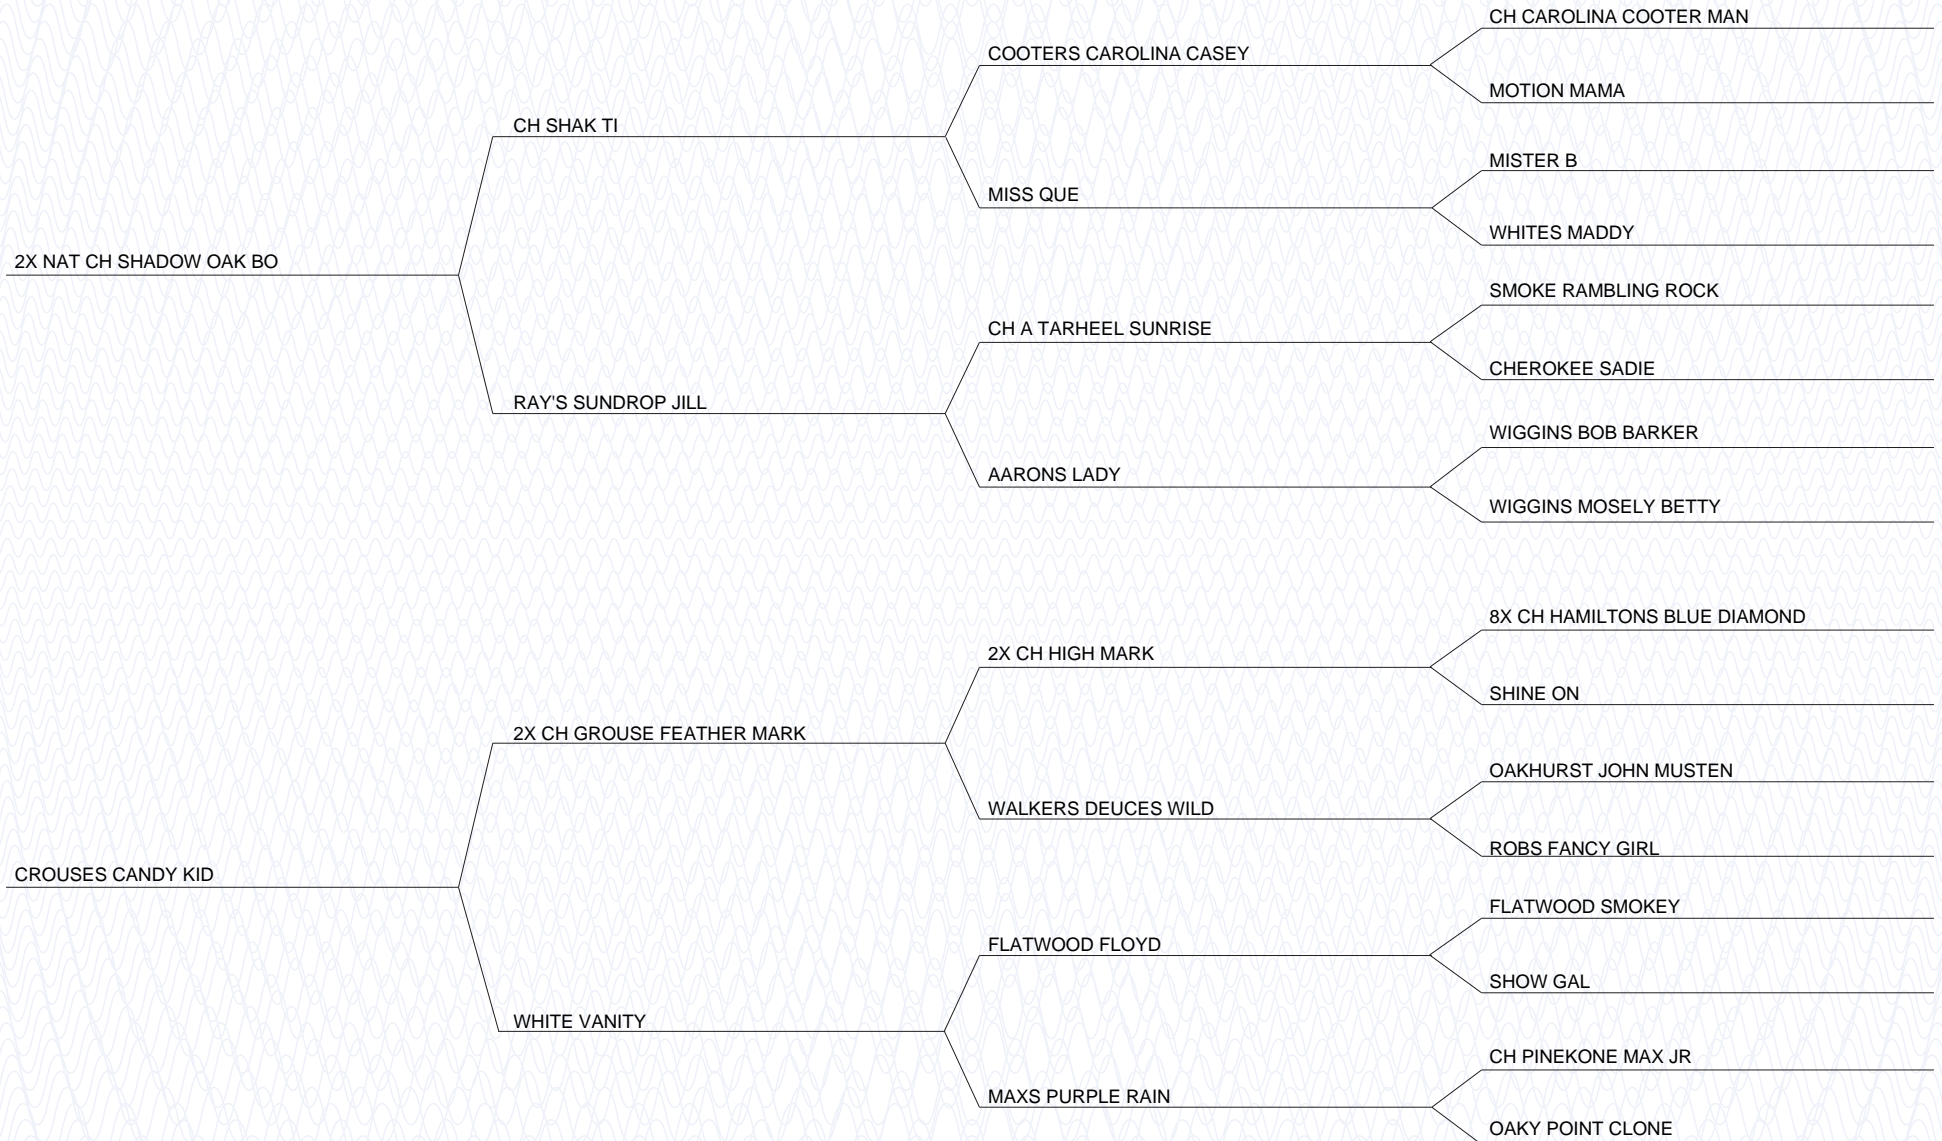 CH CAROLINA COOTER MAN
COOTERS CAROLINA CASEY
MOTION MAMA
CH SHAK TI
MISTER B
MISS QUE
WHITES MADDY
2X NAT CH SHADOW OAK BO
SMOKE RAMBLING ROCK
CH A TARHEEL SUNRISE
CHEROKEE SADIE
RAY'S SUNDROP JILL
WIGGINS BOB BARKER
AARONS LADY
WIGGINS MOSELY BETTY
8X CH HAMILTONS BLUE DIAMOND
2X CH HIGH MARK
SHINE ON
2X CH GROUSE FEATHER MARK
OAKHURST JOHN MUSTEN
WALKERS DEUCES WILD
ROBS FANCY GIRL
CROUSES CANDY KID
FLATWOOD SMOKEY
FLATWOOD FLOYD
SHOW GAL
WHITE VANITY
CH PINEKONE MAX JR
MAXS PURPLE RAIN
OAKY POINT CLONE